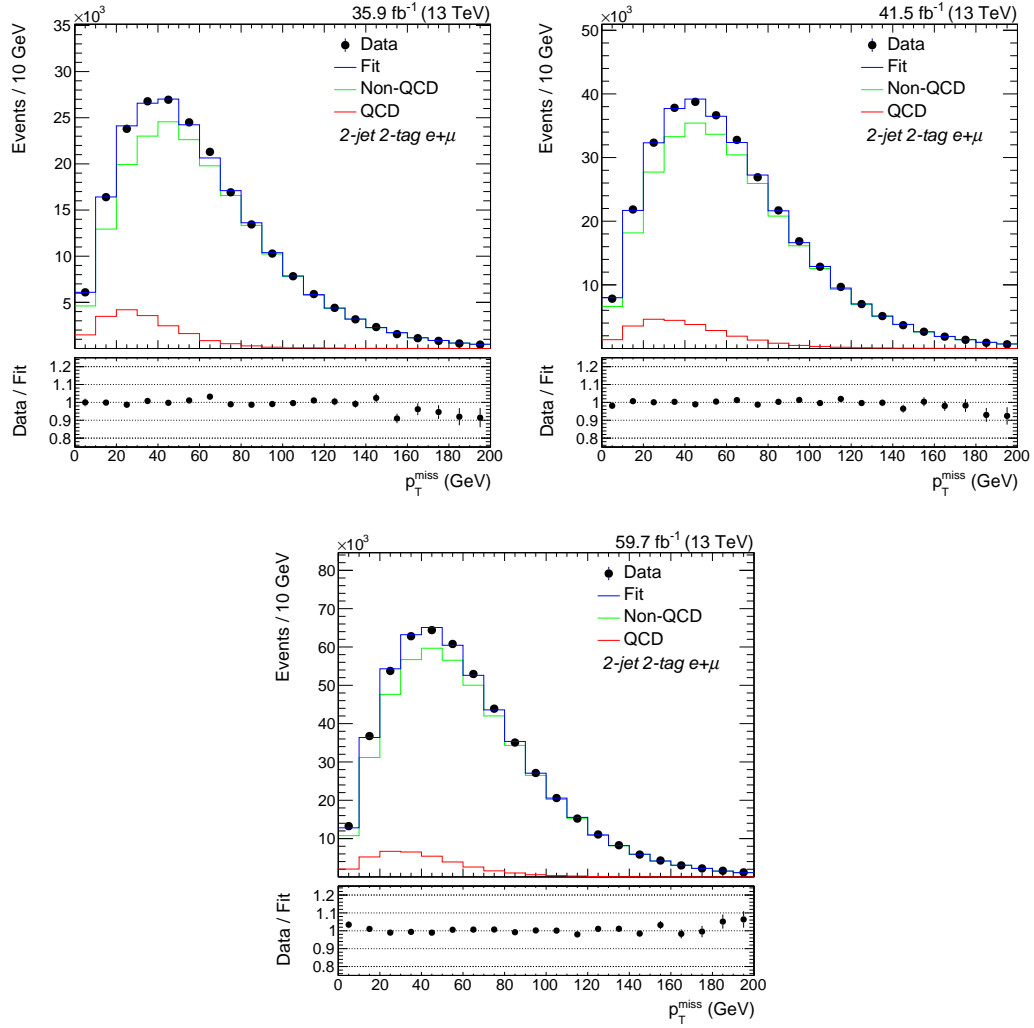 35.9 fb⁻¹ (13 TeV)
×10³
35
30
25
20
15
10
5
Events / 10 GeV
Data
Fit
Non-QCD
QCD
2-jet 2-tag e+μ
1.2
1.1
1
0.9
0.8
Data / Fit
0 20 40 60 80 100 120 140 160 180 200
p_T^miss (GeV)
41.5 fb⁻¹ (13 TeV)
×10³
50
40
30
20
10
Events / 10 GeV
Data
Fit
Non-QCD
QCD
2-jet 2-tag e+μ
1.2
1.1
1
0.9
0.8
Data / Fit
0 20 40 60 80 100 120 140 160 180 200
p_T^miss (GeV)
59.7 fb⁻¹ (13 TeV)
×10³
80
70
60
50
40
30
20
10
Events / 10 GeV
Data
Fit
Non-QCD
QCD
2-jet 2-tag e+μ
1.2
1.1
1
0.9
0.8
Data / Fit
0 20 40 60 80 100 120 140 160 180 200
p_T^miss (GeV)